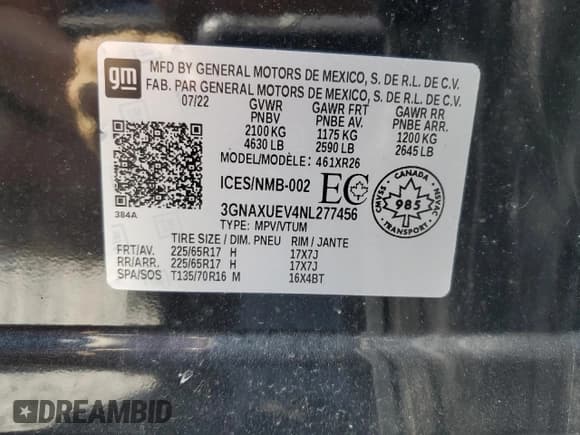 gm
MFD BY GENERAL MOTORS DE MEXICO, S. DE R.L. DE C.V.
FAB. PAR GENERAL MOTORS DE MEXICO, S. DE R.L. DE C.V.
07/22 GVWR GAWR FRT GAWR RR
PNBV PNBE AV. PNBE ARR.
2100 KG 1175 KG 1200 KG
4630 LB 2590 LB 2645 LB
MODEL/MODÈLE: 461XR26
ICES/NMB-002 EC CANADA 985 CMVSS NSVAC
384A
3GNAXUEV4NL277456
TYPE: MPV/VTUM
TIRE SIZE / DIM. PNEU RIM / JANTE
FRT/AV. 225/65R17 H 17X7J
RR/ARR. 225/65R17 H 17X7J
SPA/SOS T135/70R16 M 16X4BT
DREAMBID